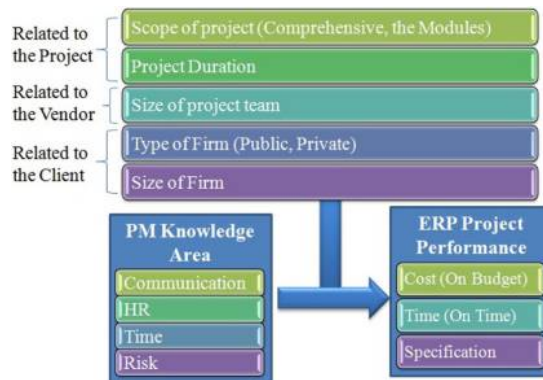 Related to
the Project
Scope of project (Comprehensive, the Modules)
Project Duration
Related to
the Vendor
Size of project team
Related to
the Client
Type of Firm (Public, Private)
Size of Firm
PM Knowledge
Area
Communication
HR
Time
Risk
ERP Project
Performance
Cost (On Budget)
Time (On Time)
Specification